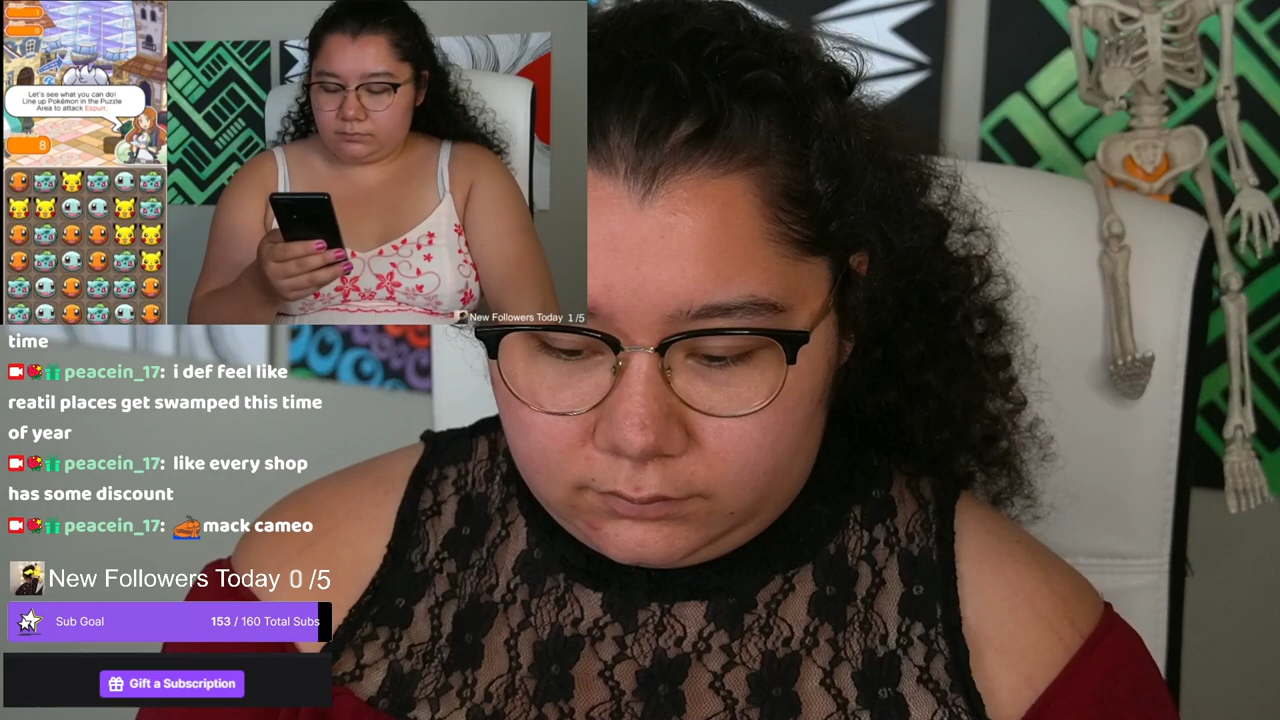 Let's see what you can do!
Line up Pokémon in the Puzzle
Area to attack Espurr.
8
New Followers Today 1 /5
time
peacein_17: i def feel like
reatil places get swamped this time
of year
peacein_17: like every shop
has some discount
peacein_17: mack cameo
New Followers Today 0 /5
Sub Goal 153 / 160 Total Subs
Gift a Subscription